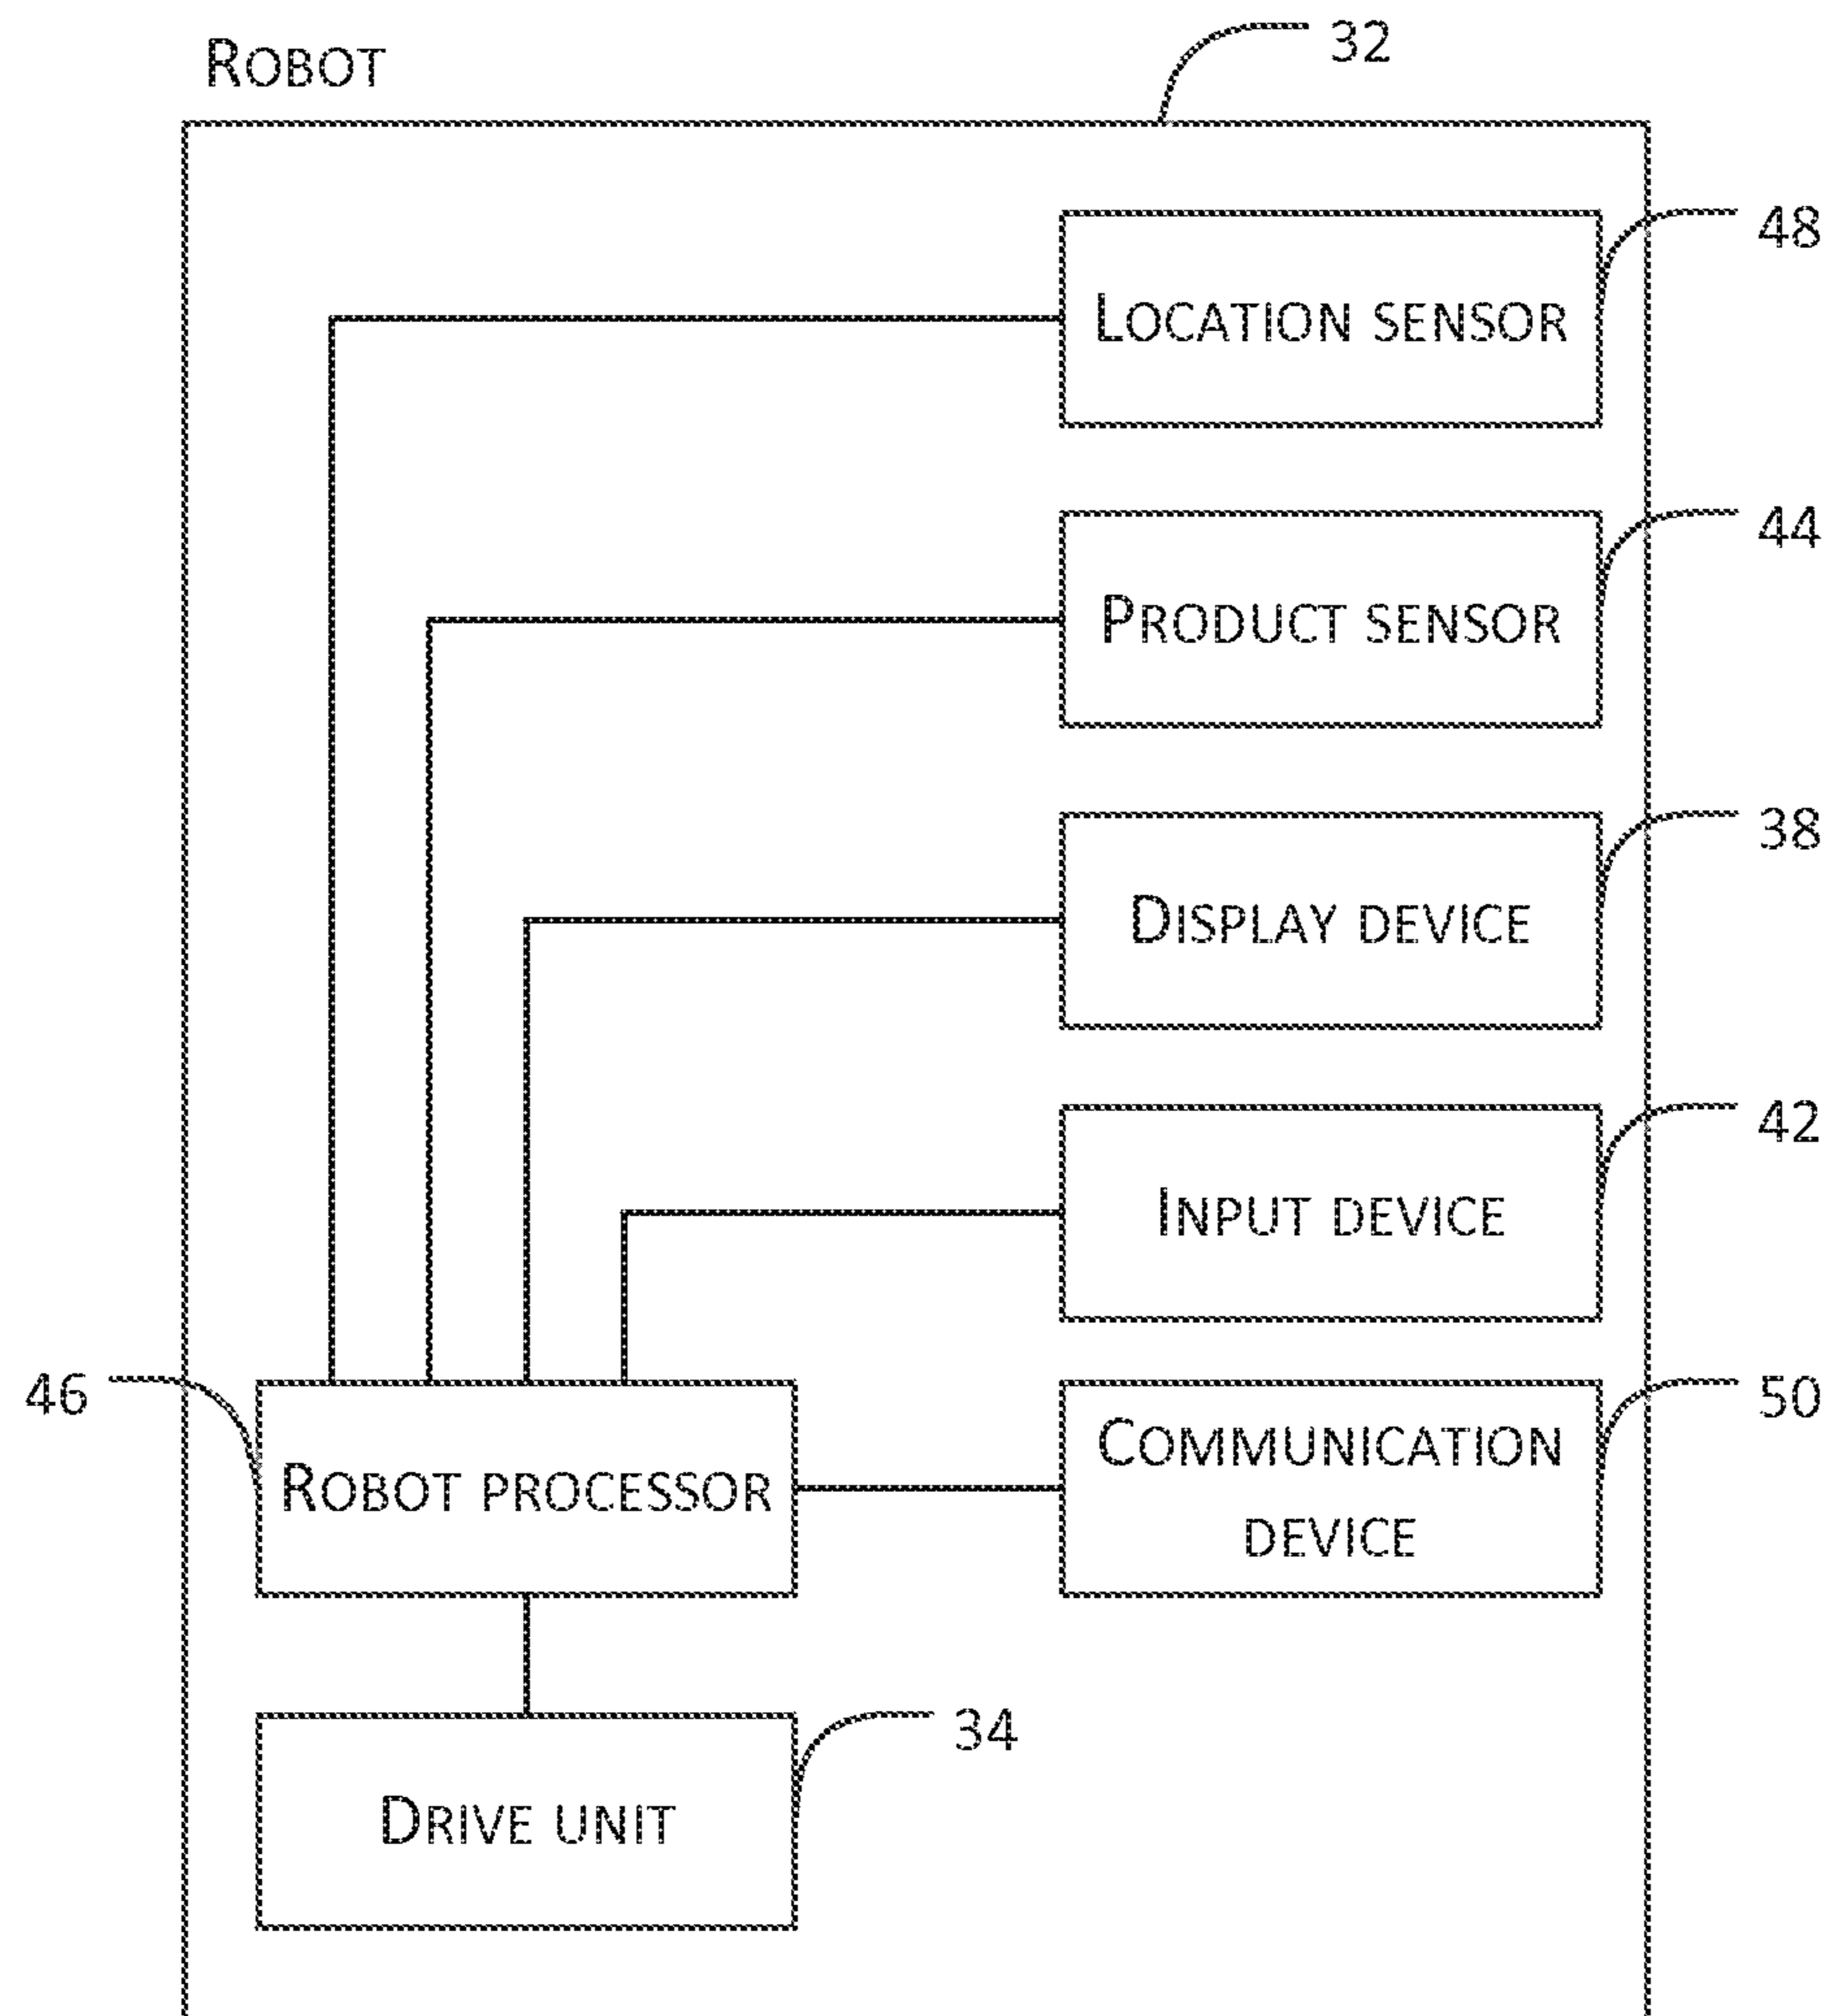 ROBOT
32
LOCATION SENSOR
48
PRODUCT SENSOR
44
DISPLAY DEVICE
38
INPUT DEVICE
42
46
ROBOT PROCESSOR
COMMUNICATION
DEVICE
50
DRIVE UNIT
34